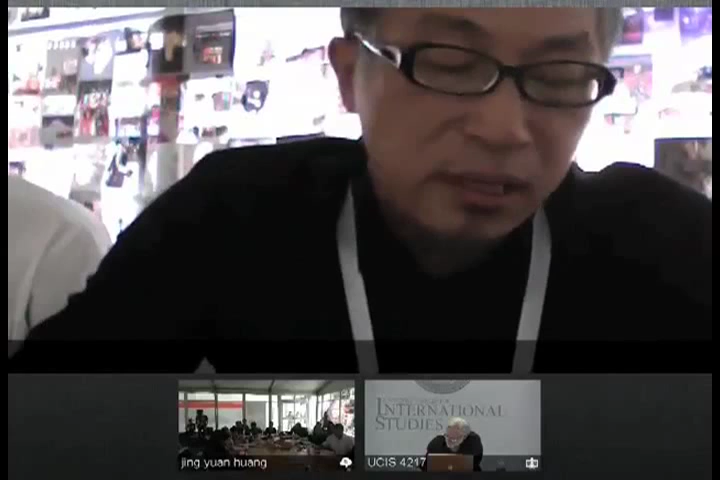 jing yuan huang
INTERNATIONAL
STUDIES
UCIS 4217